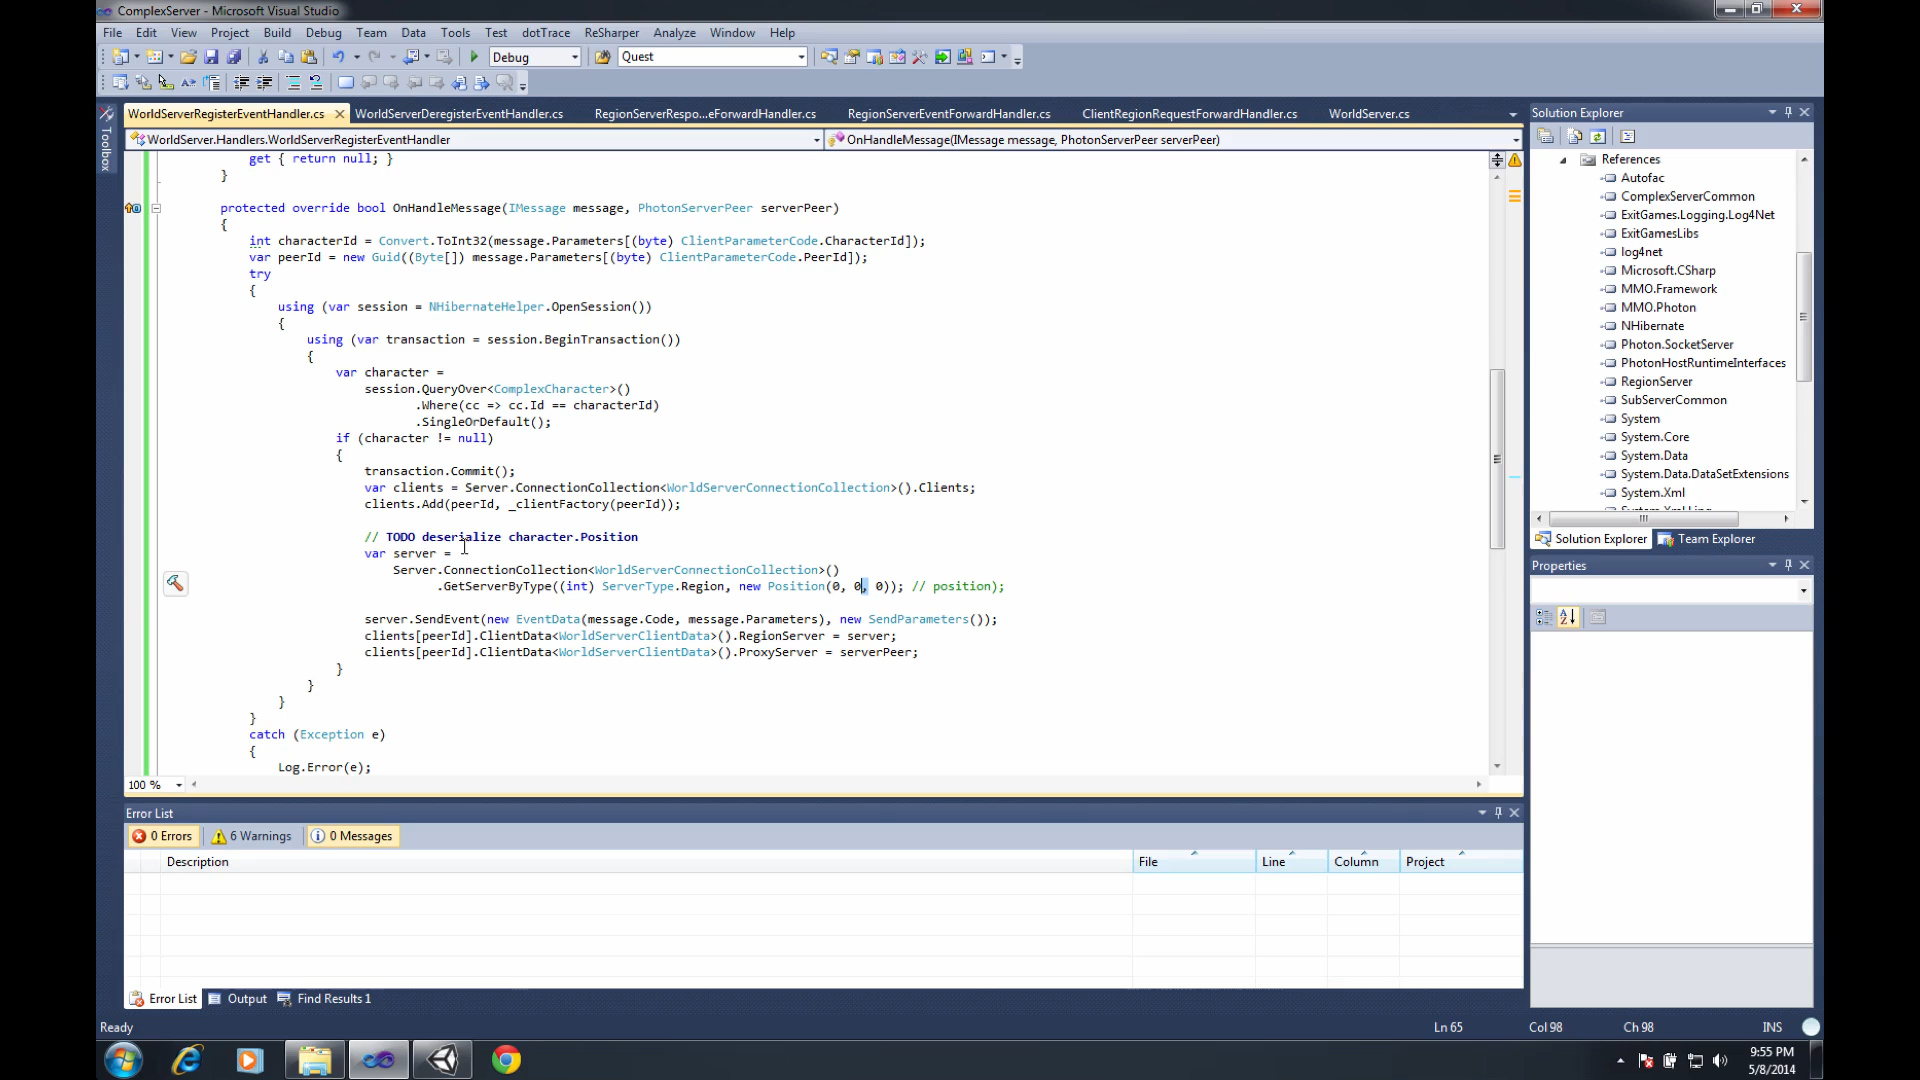 ComplexServer - Microsoft Visual Studio
File Edit View Project Build Debug Team Data Tools Test dotTrace ReSharper Analyze Window Help
Debug Quest
WorldServerRegisterEventHandler.cs WorldServerDeregisterEventHandler.cs RegionServerRespo...eForwardHandler.cs RegionServerEventForwardHandler.cs ClientRegionRequestForwardHandler.cs WorldServer.cs
WorldServer.Handlers.WorldServerRegisterEventHandler OnHandleMessage(IMessage message, PhotonServerPeer serverPeer)
Toolbox
get { return null; }
}
protected override bool OnHandleMessage(IMessage message, PhotonServerPeer serverPeer)
{
int characterId = Convert.ToInt32(message.Parameters[(byte) ClientParameterCode.CharacterId]);
var peerId = new Guid((Byte[]) message.Parameters[(byte) ClientParameterCode.PeerId]);
try
{
using (var session = NHibernateHelper.OpenSession())
{
using (var transaction = session.BeginTransaction())
{
var character =
session.QueryOver<ComplexCharacter>()
.Where(cc => cc.Id == characterId)
.SingleOrDefault();
if (character != null)
{
transaction.Commit();
var clients = Server.ConnectionCollection<WorldServerConnectionCollection>().Clients;
clients.Add(peerId, _clientFactory(peerId));
// TODO deserialize character.Position
var server =
Server.ConnectionCollection<WorldServerConnectionCollection>()
.GetServerByType((int) ServerType.Region, new Position(0, 0, 0)); // position);
server.SendEvent(new EventData(message.Code, message.Parameters), new SendParameters());
clients[peerId].ClientData<WorldServerClientData>().RegionServer = server;
clients[peerId].ClientData<WorldServerClientData>().ProxyServer = serverPeer;
}
}
}
}
catch (Exception e)
{
Log.Error(e);
100 %
Error List
0 Errors 6 Warnings 0 Messages
Description File Line Column Project
Error List Output Find Results 1
Solution Explorer
References
Autofac
ComplexServerCommon
ExitGames.Logging.Log4Net
ExitGamesLibs
log4net
Microsoft.CSharp
MMO.Framework
MMO.Photon
NHibernate
Photon.SocketServer
PhotonHostRuntimeInterfaces
RegionServer
SubServerCommon
System
System.Core
System.Data
System.Data.DataSetExtensions
System.Xml
Solution Explorer Team Explorer
Properties
Ready Ln 65 Col 98 Ch 98 INS
9:55 PM
5/8/2014